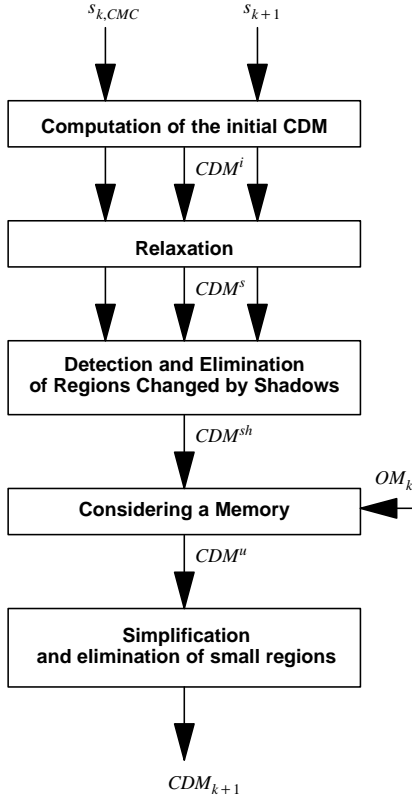 s_{k,CMC} s_{k+1}
Computation of the initial CDM
CDM^i
Relaxation
CDM^s
Detection and Elimination
of Regions Changed by Shadows
CDM^{sh}
OM_k
Considering a Memory
CDM^u
Simplification
and elimination of small regions
CDM_{k+1}